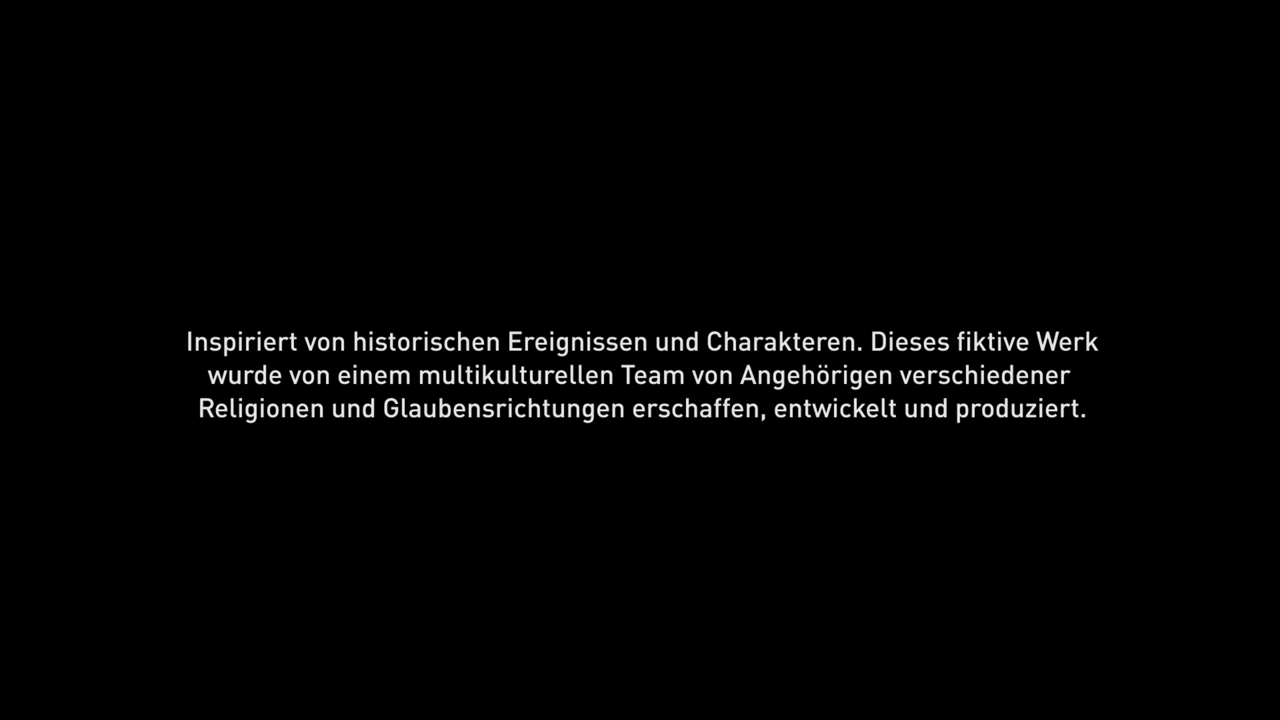 Inspiriert von historischen Ereignissen und Charakteren. Dieses fiktive Werk
wurde von einem multikulturellen Team von Angehörigen verschiedener
Religionen und Glaubensrichtungen erschaffen, entwickelt und produziert.